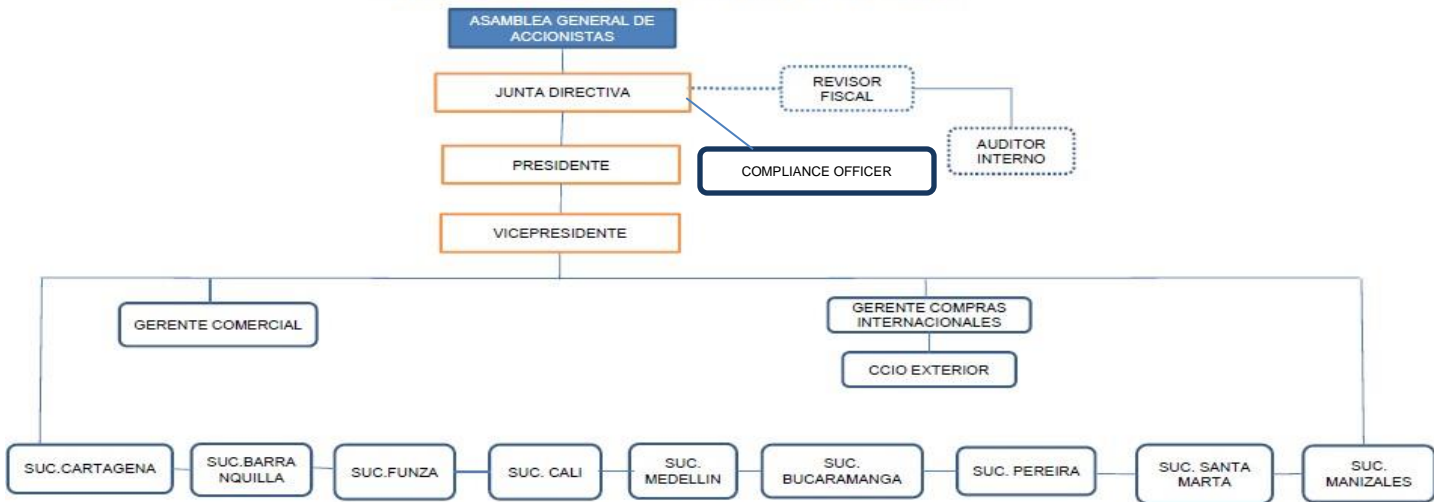 ASAMBLEA GENERAL DE
ACCIONISTAS
JUNTA DIRECTIVA
REVISOR
FISCAL
AUDITOR
INTERNO
PRESIDENTE
COMPLIANCE OFFICER
VICEPRESIDENTE
GERENTE COMERCIAL
GERENTE COMPRAS
INTERNACIONALES
CCIO EXTERIOR
SUC.CARTAGENA
SUC.BARRA
NQUILLA
SUC.FUNZA
SUC. CALI
SUC.
MEDELLIN
SUC.
BUCARAMANGA
SUC. PEREIRA
SUC. SANTA
MARTA
SUC.
MANIZALES